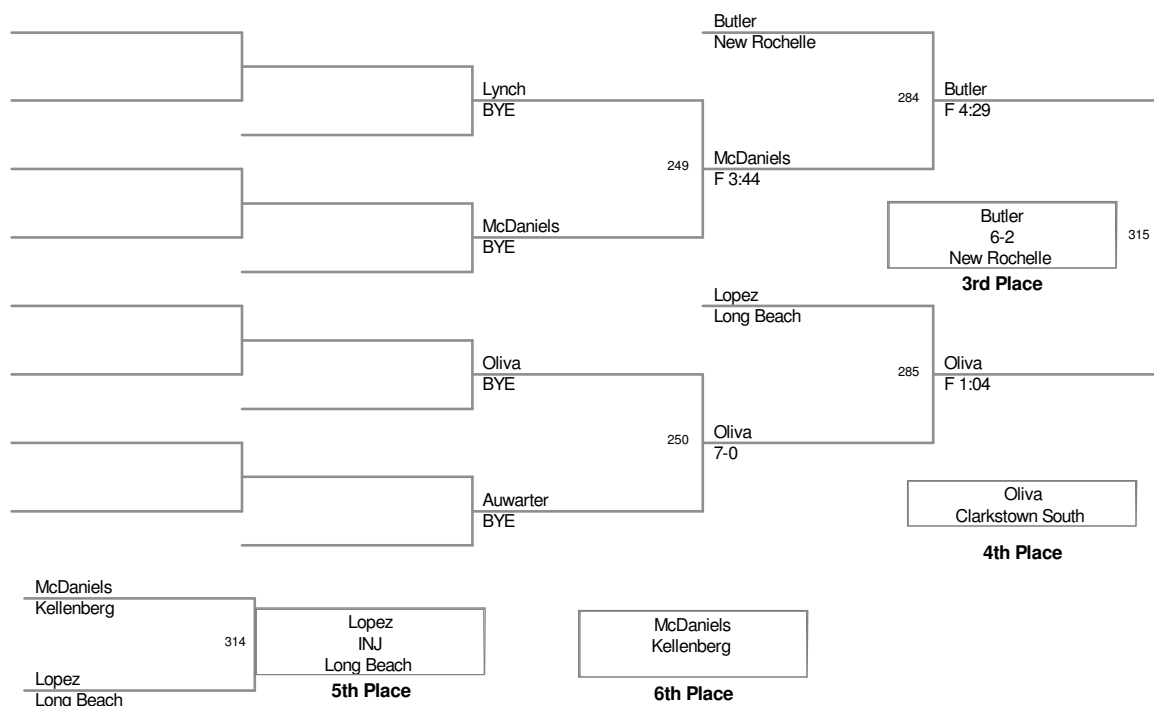 Butler
New Rochelle
Lynch
BYE
284
Butler
F 4:29
249
McDaniels
F 3:44
McDaniels
BYE
Butler
6-2
New Rochelle
315
3rd Place
Lopez
Long Beach
Oliva
BYE
285
Oliva
F 1:04
250
Oliva
7-0
Auwarter
BYE
Oliva
Clarkstown South
4th Place
McDaniels
Kellenberg
314
Lopez
INJ
Long Beach
5th Place
McDaniels
Kellenberg
6th Place
Lopez
Long Beach